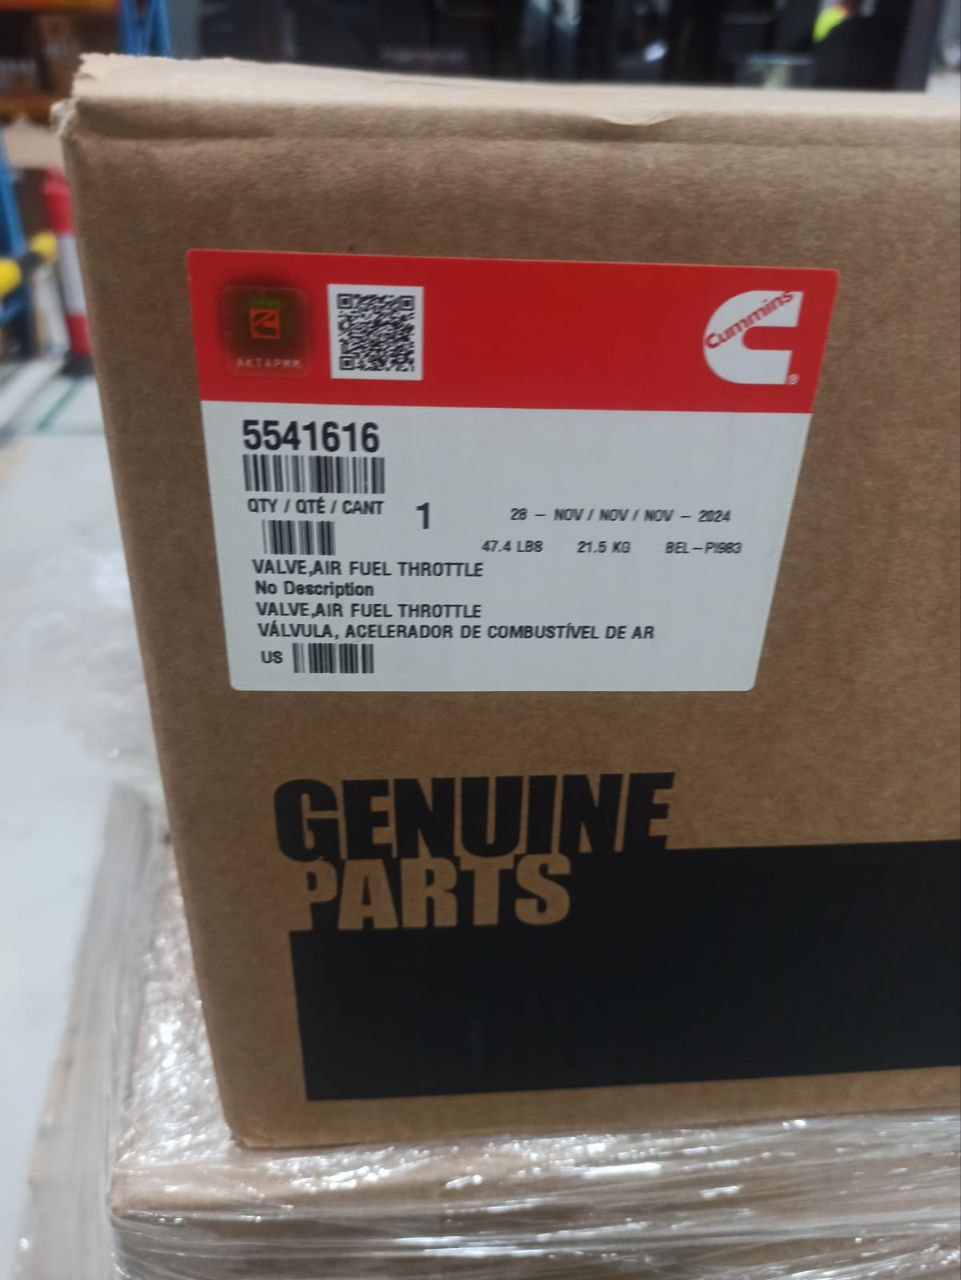 Cummins
®
AKTAPMM
5541616
QTY / QTÉ / CANT 1
28 – NOV / NOV / NOV – 2024
47.4 LBS 21.5 KG BEL–PI983
VALVE,AIR FUEL THROTTLE
No Description
VALVE,AIR FUEL THROTTLE
VÁLVULA, ACELERADOR DE COMBUSTÍVEL DE AR
US
GENUINE
PARTS